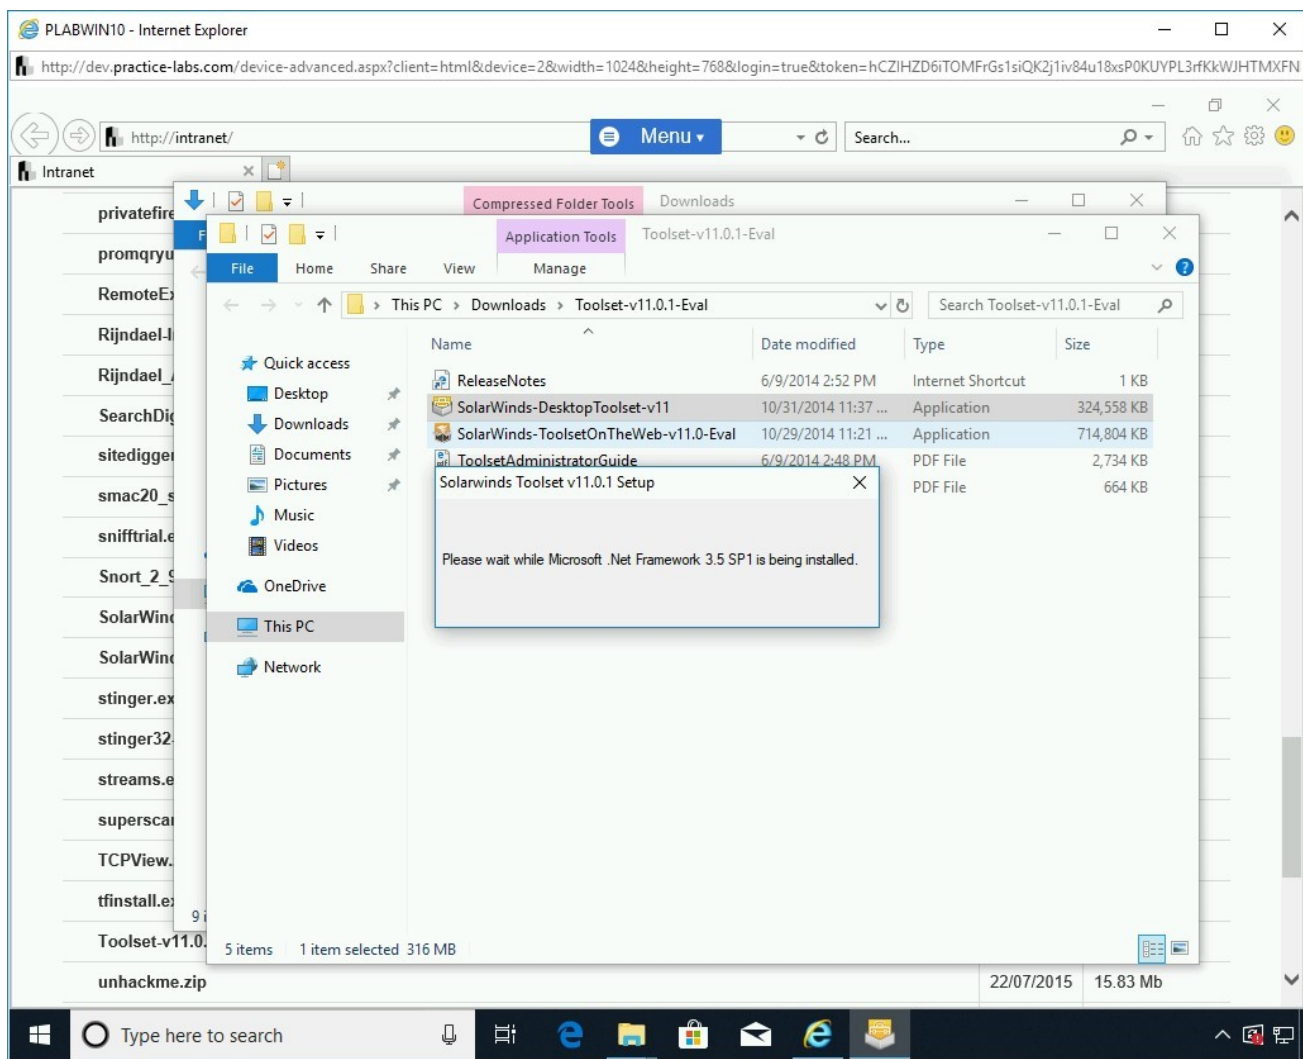 PLABWIN10 - Internet Explorer
http://dev.practice-labs.com/device-advanced.aspx?client=html&device=2&width=1024&height=768&login=true&token=hCZIHZD6iTOMFrGs1siQK2j1iv84u18xsP0KUYPL3rfKkWJHTMXFN
http://intranet/
Menu
Search...
Intranet
Compressed Folder Tools
Downloads
Application Tools
Toolset-v11.0.1-Eval
File
Home
Share
View
Manage
This PC > Downloads > Toolset-v11.0.1-Eval
Search Toolset-v11.0.1-Eval
Name
Date modified
Type
Size
Quick access
Desktop
Downloads
Documents
Pictures
Music
Videos
OneDrive
This PC
Network
ReleaseNotes 6/9/2014 2:52 PM Internet Shortcut 1 KB
SolarWinds-DesktopToolset-v11 10/31/2014 11:37 ... Application 324,558 KB
SolarWinds-ToolsetOnTheWeb-v11.0-Eval 10/29/2014 11:21 ... Application 714,804 KB
ToolsetAdministratorGuide 6/9/2014 2:48 PM PDF File 2,734 KB
PDF File 664 KB
Solarwinds Toolset v11.0.1 Setup
Please wait while Microsoft .Net Framework 3.5 SP1 is being installed.
5 items
1 item selected 316 MB
9 i
privatefire
promqryu
RemoteEx
Rijndael-I
Rijndael_
SearchDig
sitedigger
smac20_s
snifftrial.e
Snort_2_9
SolarWind
SolarWind
stinger.ex
stinger32
streams.e
superscan
TCPView.
tfinstall.ex
Toolset-v11.0.
unhackme.zip 22/07/2015 15.83 Mb
Type here to search